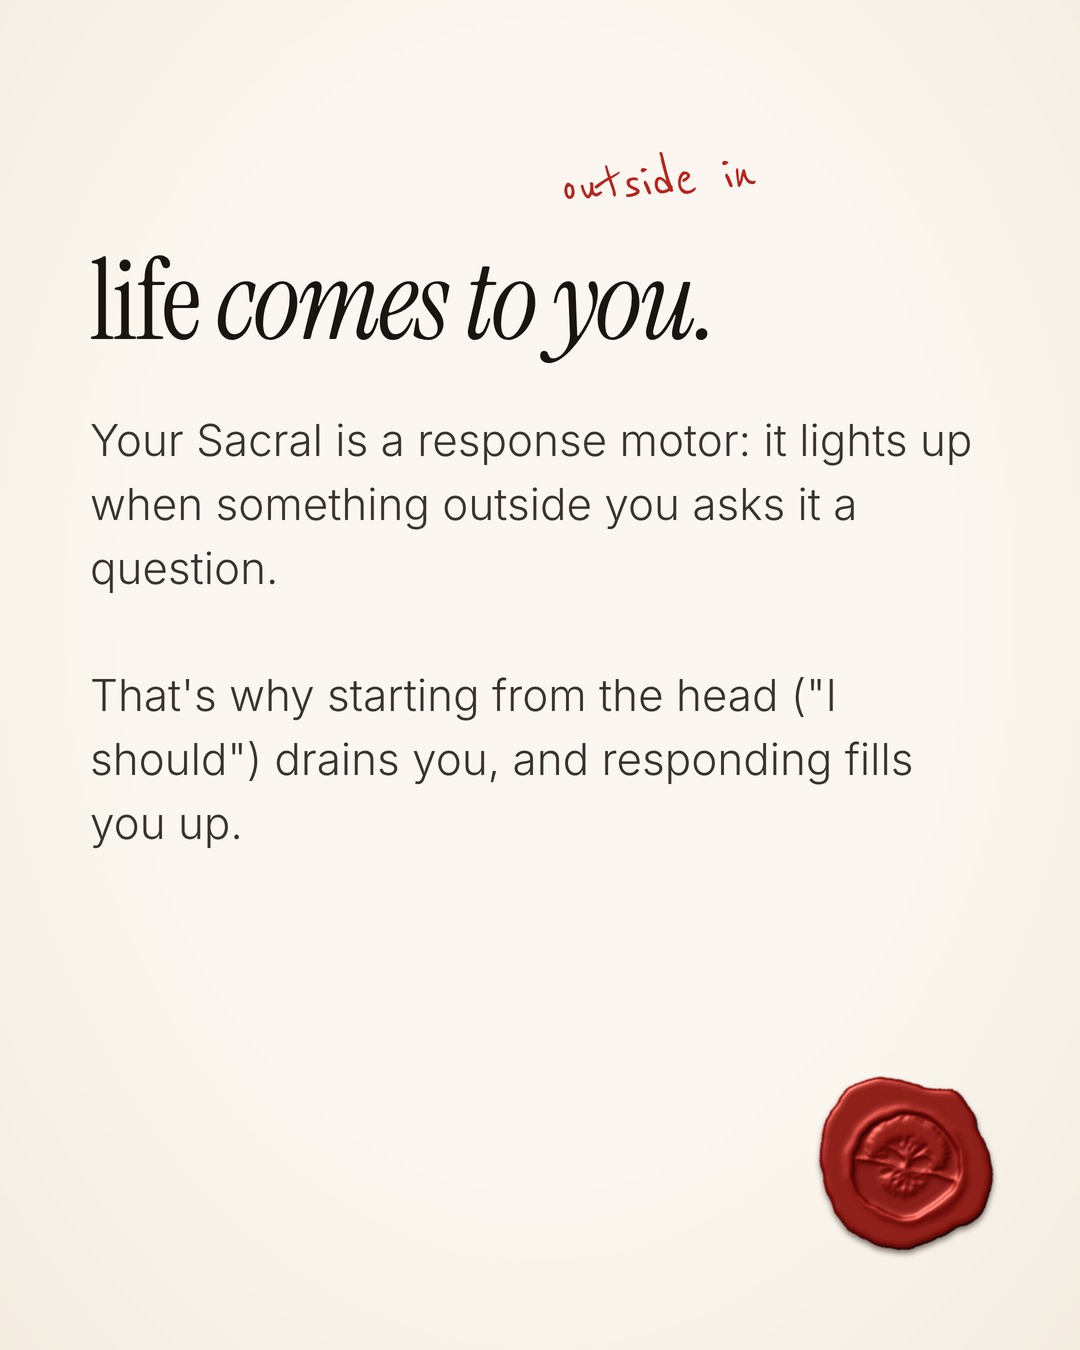 outside in
life comes to you.
Your Sacral is a response motor: it lights up
when something outside you asks it a
question.
That's why starting from the head ("I
should") drains you, and responding fills
you up.